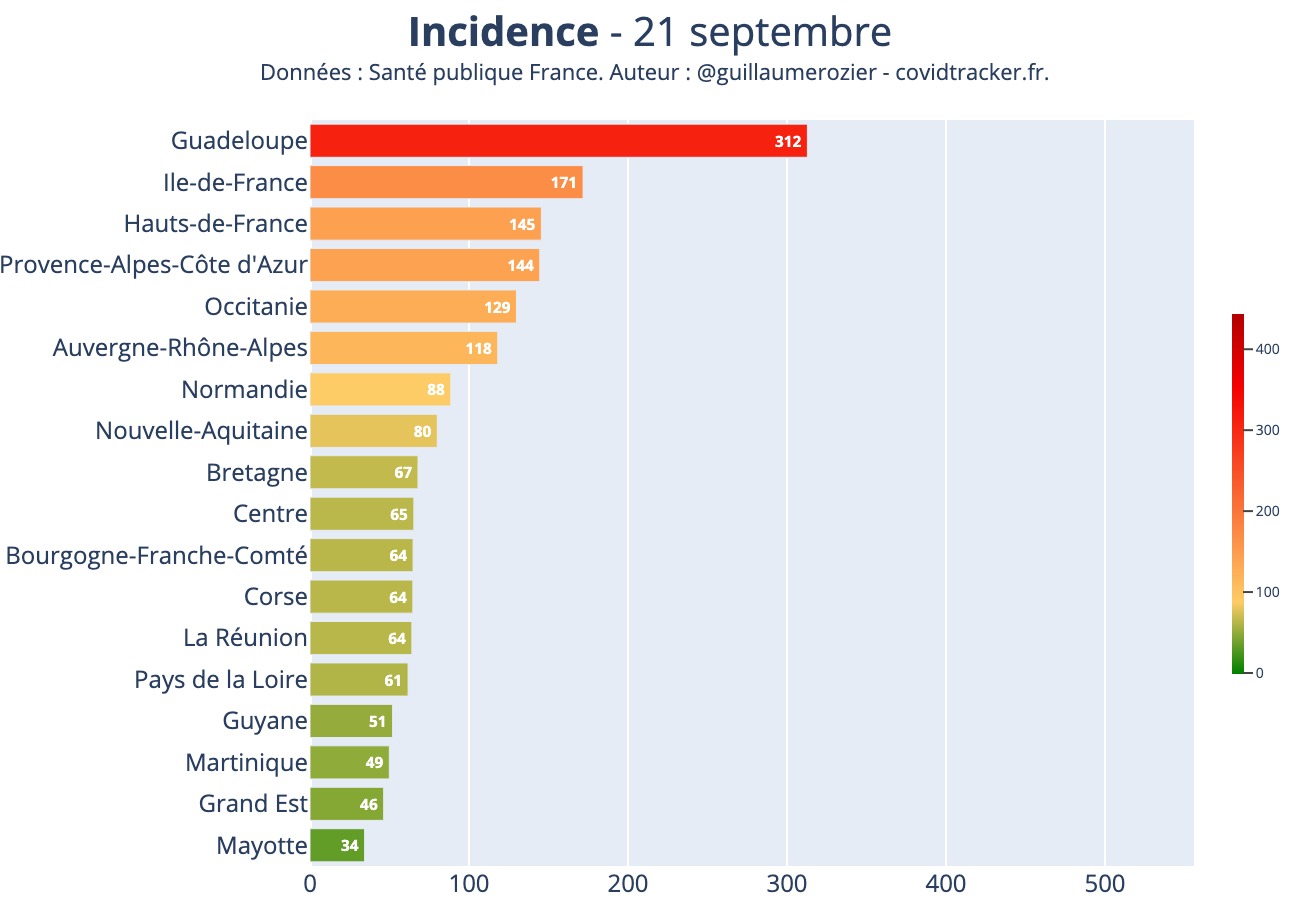 Incidence - 21 septembre
Données : Santé publique France. Auteur : @guillaumerozier - covidtracker.fr.
Guadeloupe 312
Ile-de-France 171
Hauts-de-France 145
Provence-Alpes-Côte d'Azur 144
Occitanie 129
Auvergne-Rhône-Alpes 118
Normandie 88
Nouvelle-Aquitaine 80
Bretagne 67
Centre 65
Bourgogne-Franche-Comté 64
Corse 64
La Réunion 64
Pays de la Loire 61
Guyane 51
Martinique 49
Grand Est 46
Mayotte 34
0 100 200 300 400 500
400
300
200
100
0